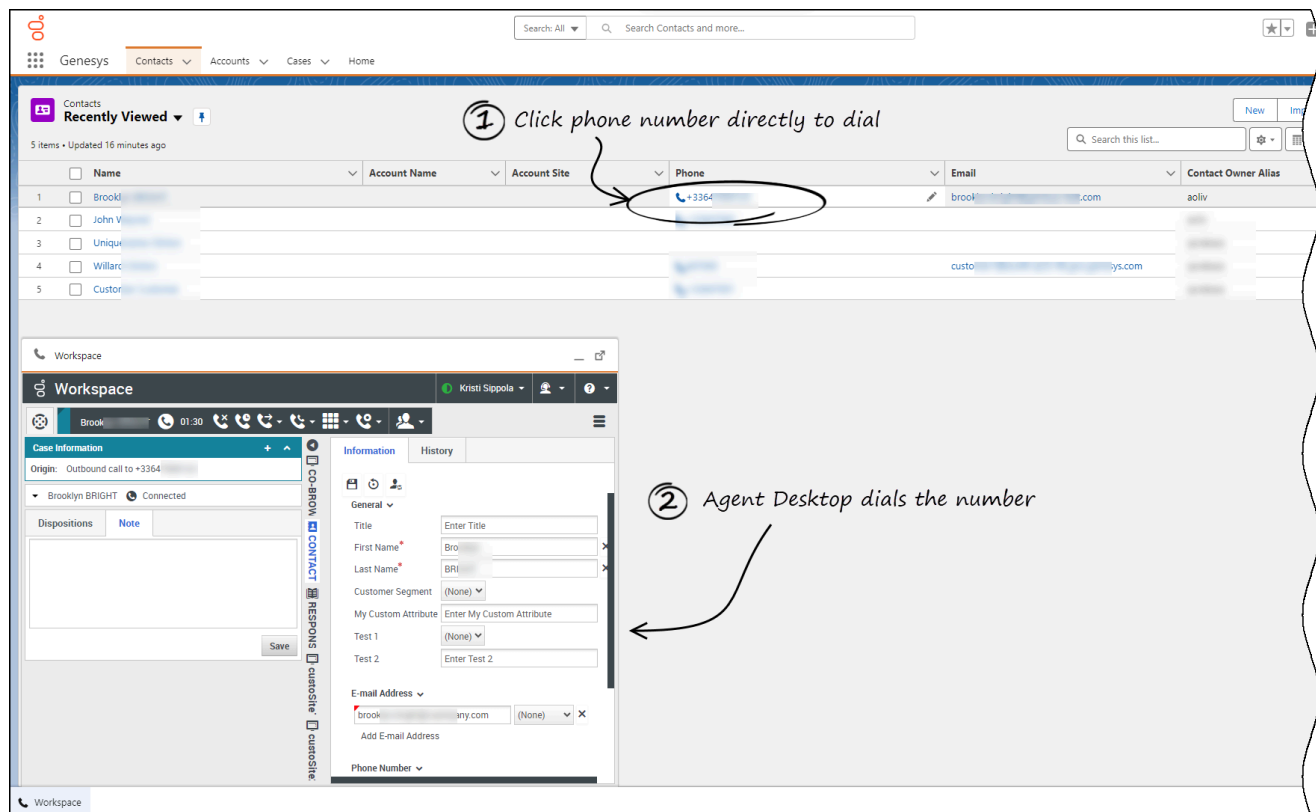 Search: All
Search Contacts and more...
Genesys Contacts Accounts Cases Home
Contacts
Recently Viewed
New
5 items • Updated 16 minutes ago
Search this list...
1 Click phone number directly to dial
Name Account Name Account Site Phone Email Contact Owner Alias
1 +3364 .com aoliv
2 John
3
4 sys.com
5
Workspace
Workspace Kristi Sippola
01:30
Case Information
Origin: Outbound call to +3364
Brooklyn BRIGHT Connected
Dispositions Note
Save
CO-BROW
CONTACT
RESPONS
custoSite
custoSite
Information History
General
Title Enter Title
First Name*
Last Name*
Customer Segment (None)
My Custom Attribute Enter My Custom Attribute
Test 1 (None)
Test 2 Enter Test 2
E-mail Address
any.com (None)
Add E-mail Address
Phone Number
2 Agent Desktop dials the number
Workspace